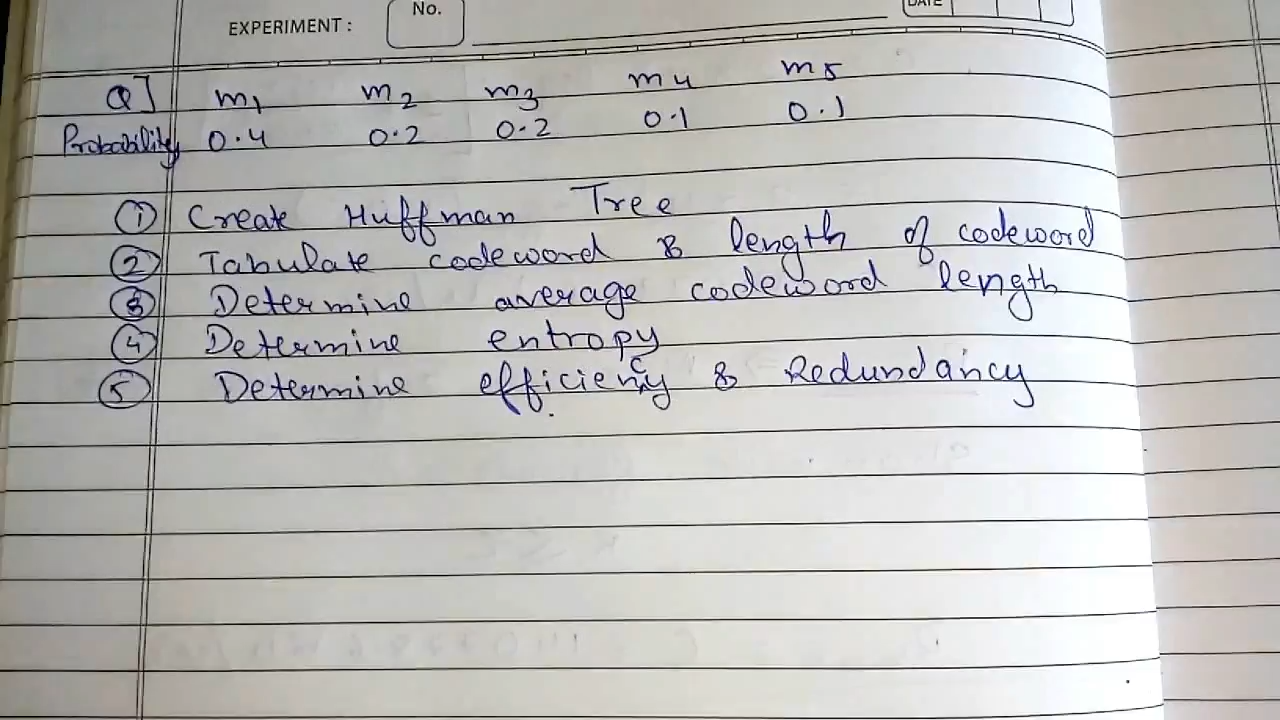 No.
DATE
EXPERIMENT :
Q] m1 m2 m3 m4 m5
Probability 0.4 0.2 0.2 0.1 0.1
① Create Huffman Tree
② Tabulate codeword & length of codeword
③ Determine average codeword length
④ Determine entropy
⑤ Determine efficiency & Redundancy